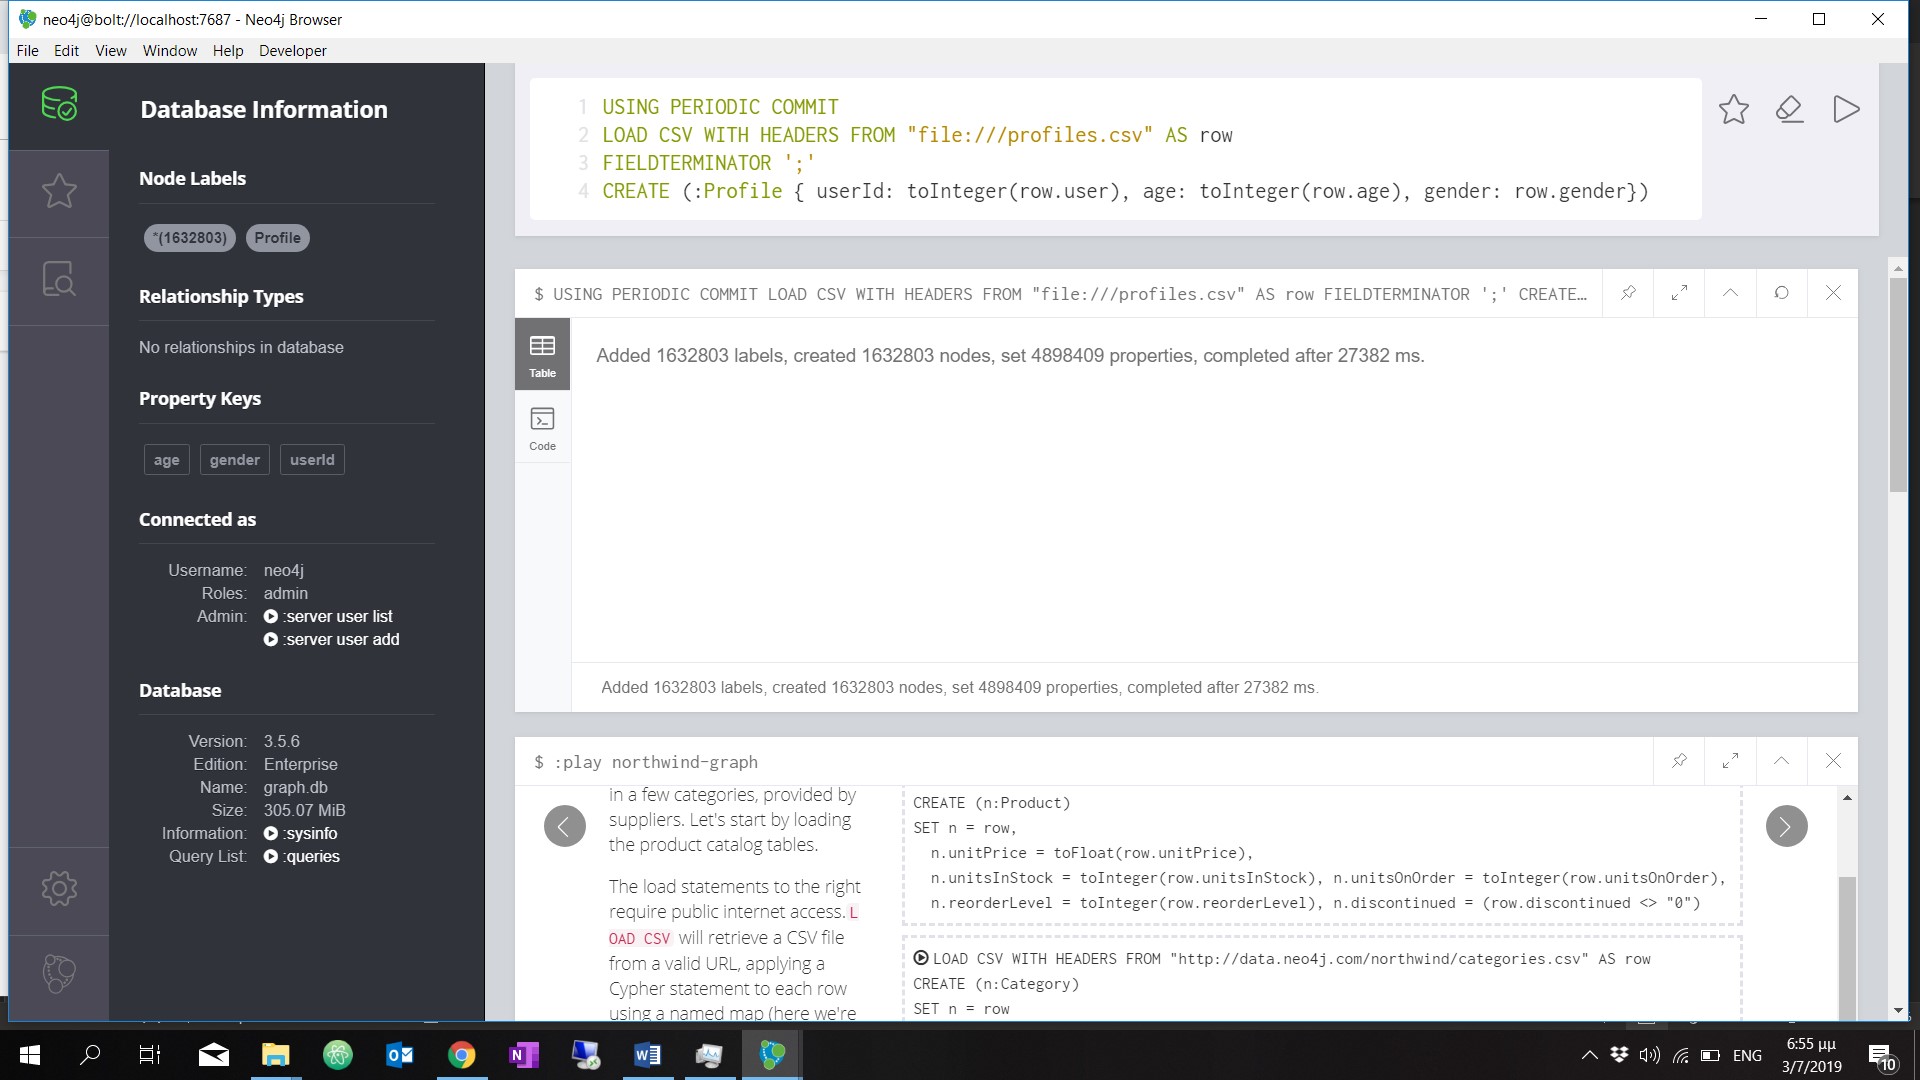 neo4j@bolt://localhost:7687 - Neo4j Browser
File Edit View Window Help Developer
Database Information
Node Labels
*(1632803) Profile
Relationship Types
No relationships in database
Property Keys
age gender userId
Connected as
Username: neo4j
Roles: admin
Admin: :server user list
:server user add
Database
Version: 3.5.6
Edition: Enterprise
Name: graph.db
Size: 305.07 MiB
Information: :sysinfo
Query List: :queries
1 USING PERIODIC COMMIT
2 LOAD CSV WITH HEADERS FROM "file:///profiles.csv" AS row
3 FIELDTERMINATOR ';'
4 CREATE (:Profile { userId: toInteger(row.user), age: toInteger(row.age), gender: row.gender})
$ USING PERIODIC COMMIT LOAD CSV WITH HEADERS FROM "file:///profiles.csv" AS row FIELDTERMINATOR ';' CREATE…
Table
Code
Added 1632803 labels, created 1632803 nodes, set 4898409 properties, completed after 27382 ms.
Added 1632803 labels, created 1632803 nodes, set 4898409 properties, completed after 27382 ms.
$ :play northwind-graph
in a few categories, provided by
suppliers. Let's start by loading
the product catalog tables.
The load statements to the right
require public internet access. L
OAD CSV will retrieve a CSV file
from a valid URL, applying a
Cypher statement to each row
using a named map (here we're
CREATE (n:Product)
SET n = row,
n.unitPrice = toFloat(row.unitPrice),
n.unitsInStock = toInteger(row.unitsInStock), n.unitsOnOrder = toInteger(row.unitsOnOrder),
n.reorderLevel = toInteger(row.reorderLevel), n.discontinued = (row.discontinued <> "0")
LOAD CSV WITH HEADERS FROM "http://data.neo4j.com/northwind/categories.csv" AS row
CREATE (n:Category)
SET n = row
ENG
6:55 μμ
3/7/2019
10